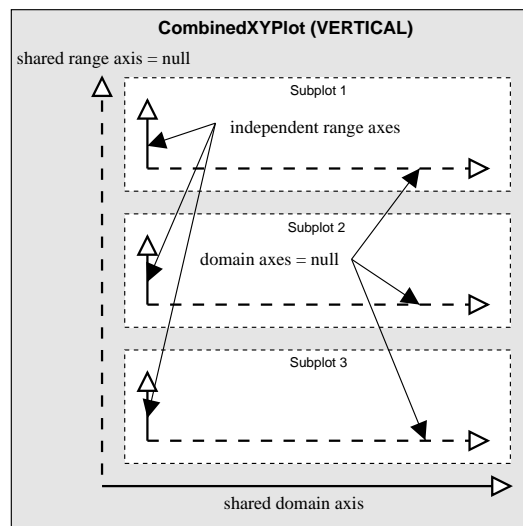 CombinedXYPlot (VERTICAL)
shared range axis = null
Subplot 1
independent range axes
Subplot 2
domain axes = null
Subplot 3
shared domain axis